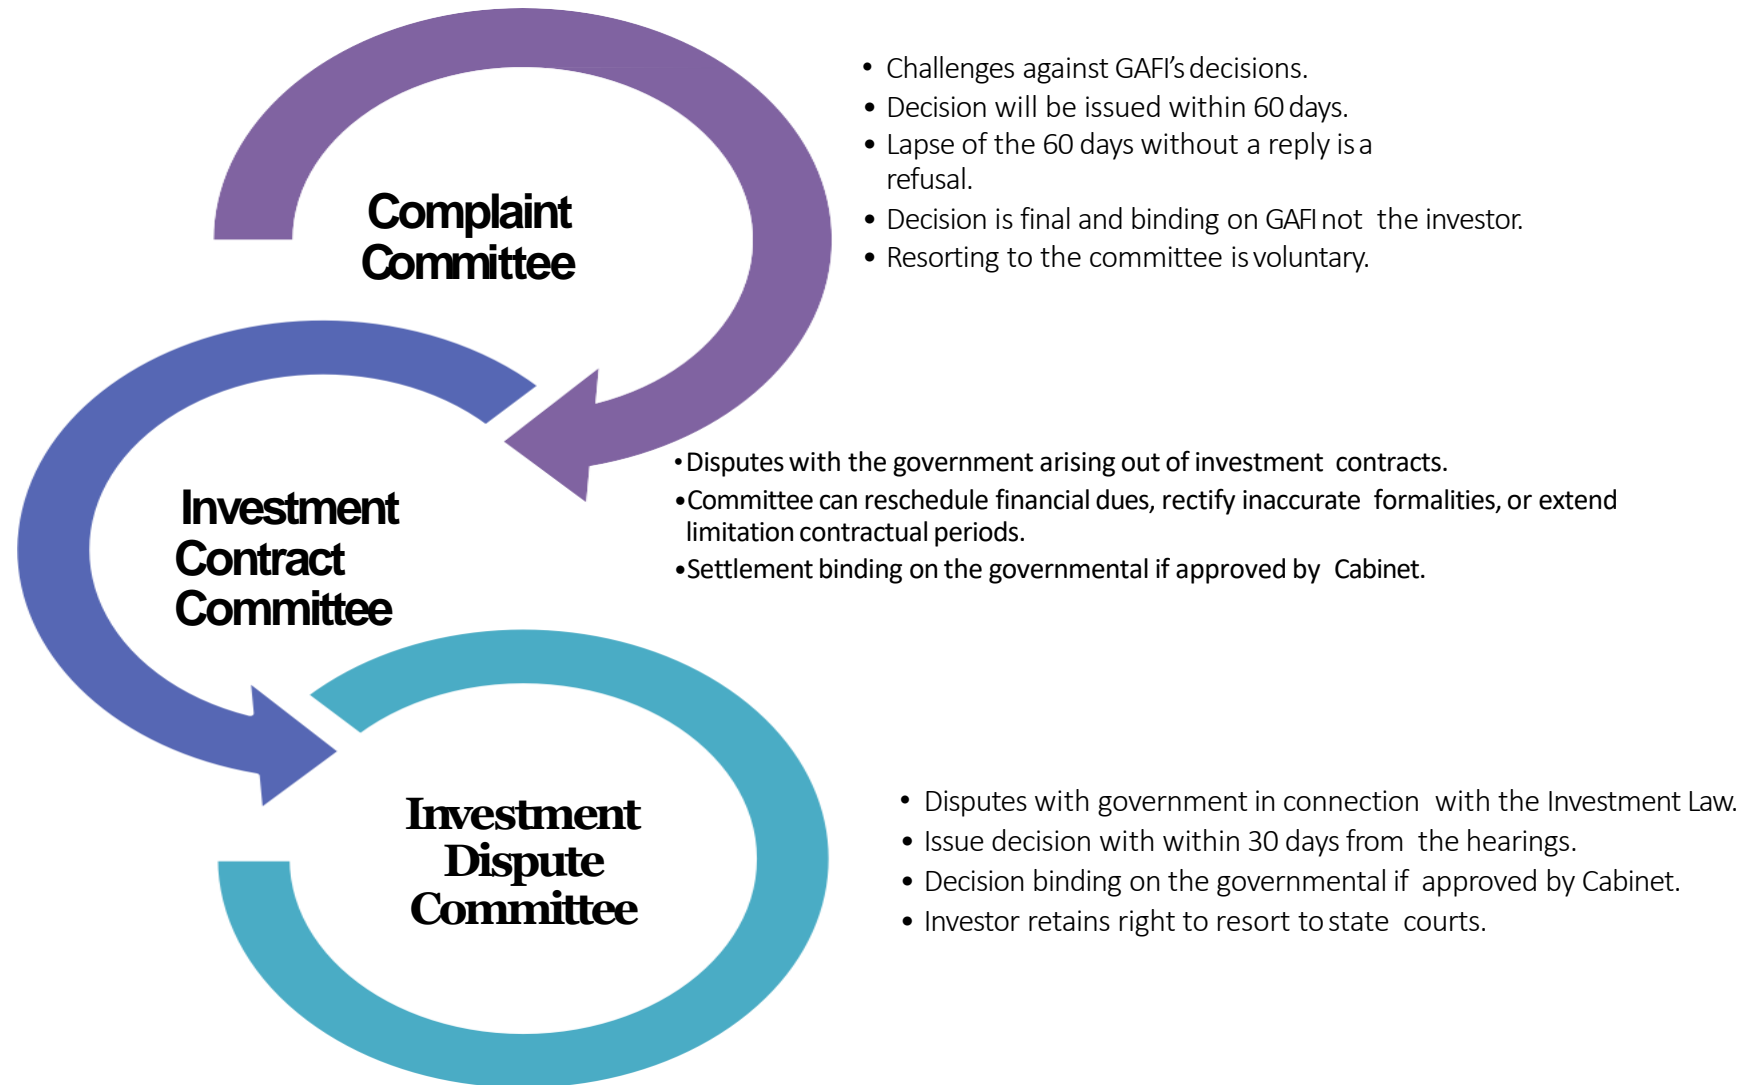 Complaint
Committee
• Challenges against GAFI's decisions.
• Decision will be issued within 60 days.
• Lapse of the 60 days without a reply is a
refusal.
• Decision is final and binding on GAFI not the investor.
• Resorting to the committee is voluntary.
Investment
Contract
Committee
• Disputes with the government arising out of investment contracts.
• Committee can reschedule financial dues, rectify inaccurate formalities, or extend
limitation contractual periods.
• Settlement binding on the governmental if approved by Cabinet.
Investment
Dispute
Committee
• Disputes with government in connection with the Investment Law.
• Issue decision with within 30 days from the hearings.
• Decision binding on the governmental if approved by Cabinet.
• Investor retains right to resort to state courts.